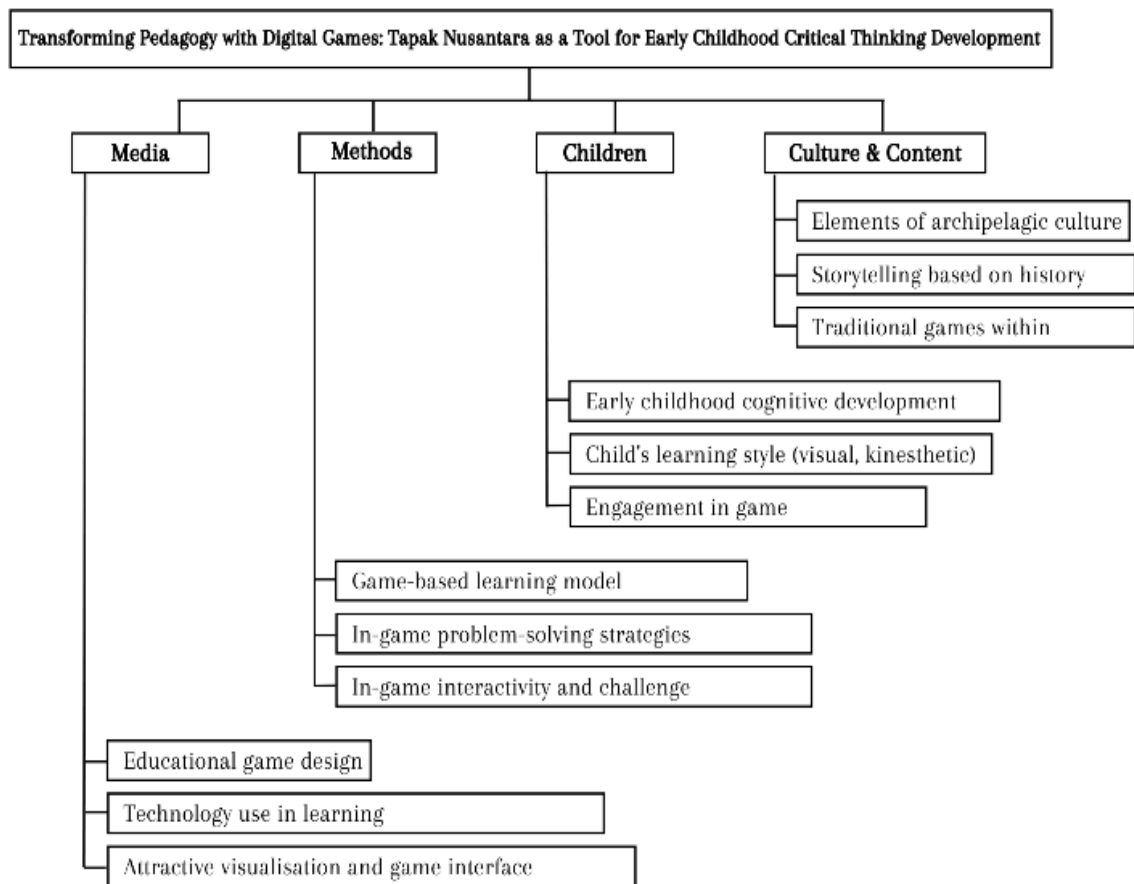 Transforming Pedagogy with Digital Games: Tapak Nusantara as a Tool for Early Childhood Critical Thinking Development
Media
Methods
Children
Culture & Content
Elements of archipelagic culture
Storytelling based on history
Traditional games within
Early childhood cognitive development
Child's learning style (visual, kinesthetic)
Engagement in game
Game-based learning model
In-game problem-solving strategies
In-game interactivity and challenge
Educational game design
Technology use in learning
Attractive visualisation and game interface